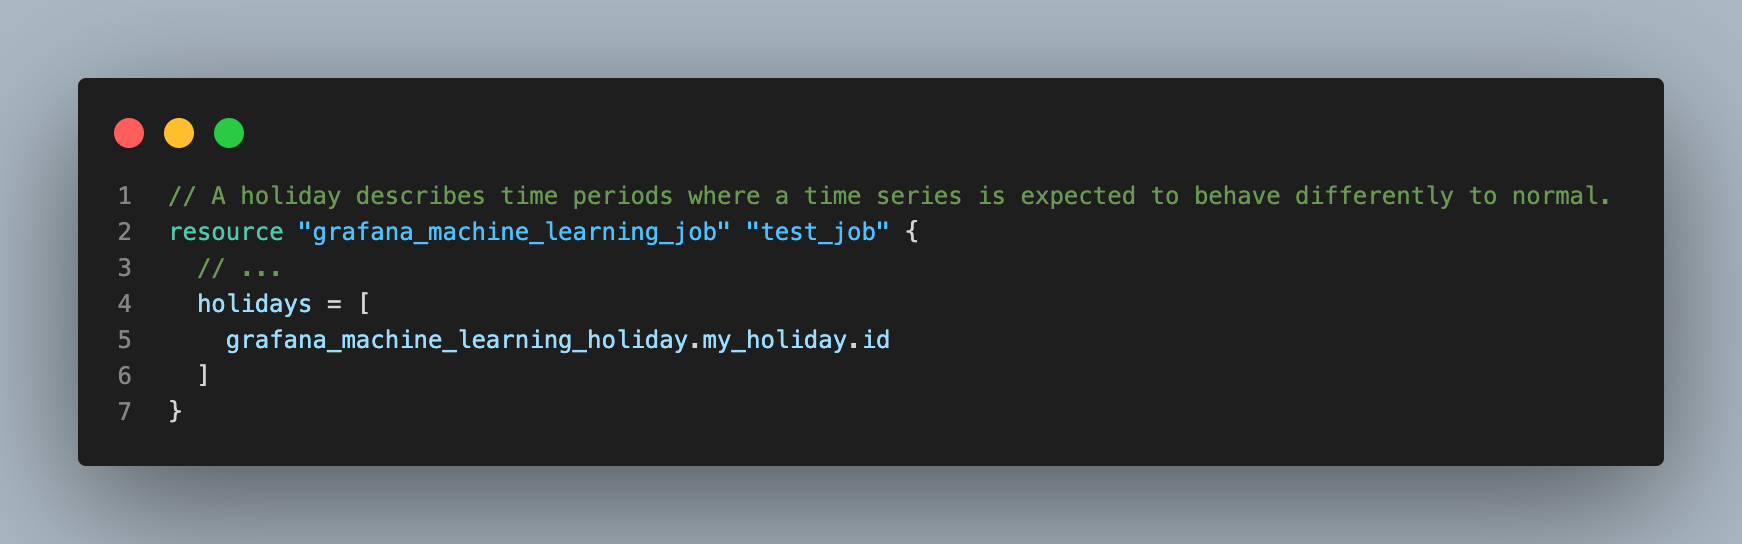 1 // A holiday describes time periods where a time series is expected to behave differently to normal.
2 resource "grafana_machine_learning_job" "test_job" {
3   // ...
4   holidays = [
5     grafana_machine_learning_holiday.my_holiday.id
6   ]
7 }